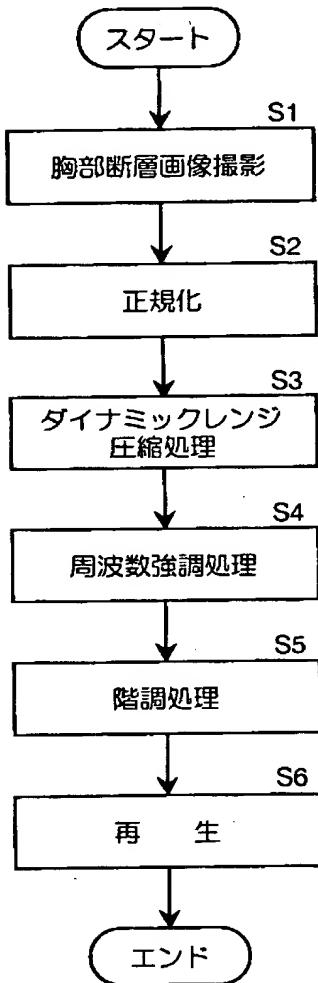 スタート
S1
胸部断層画像撮影
S2
正規化
S3
ダイナミックレンジ
圧縮処理
S4
周波数強調処理
S5
階調処理
S6
再　生
エンド